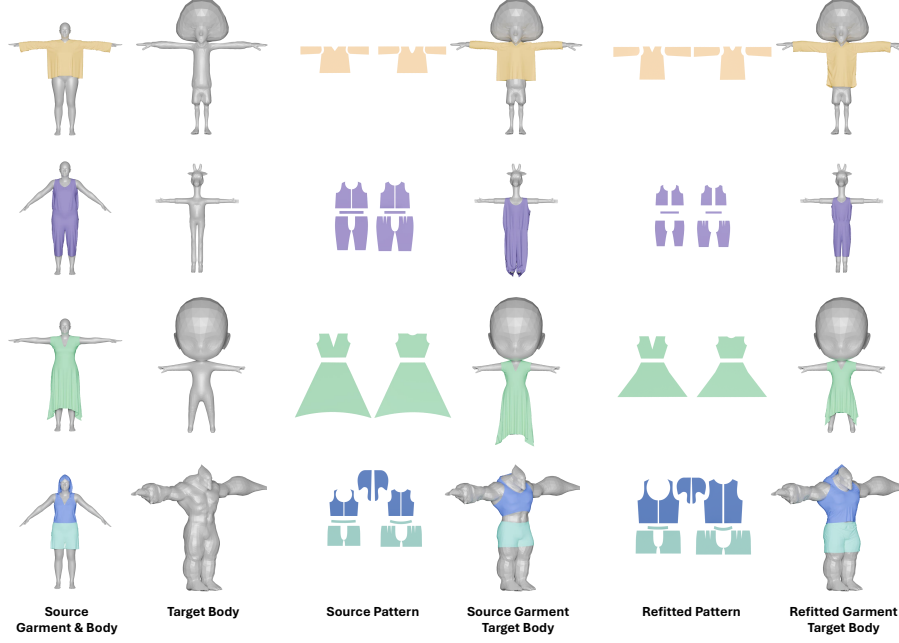 Source
Garment & Body
Target Body
Source Pattern
Source Garment
Target Body
Refitted Pattern
Refitted Garment
Target Body